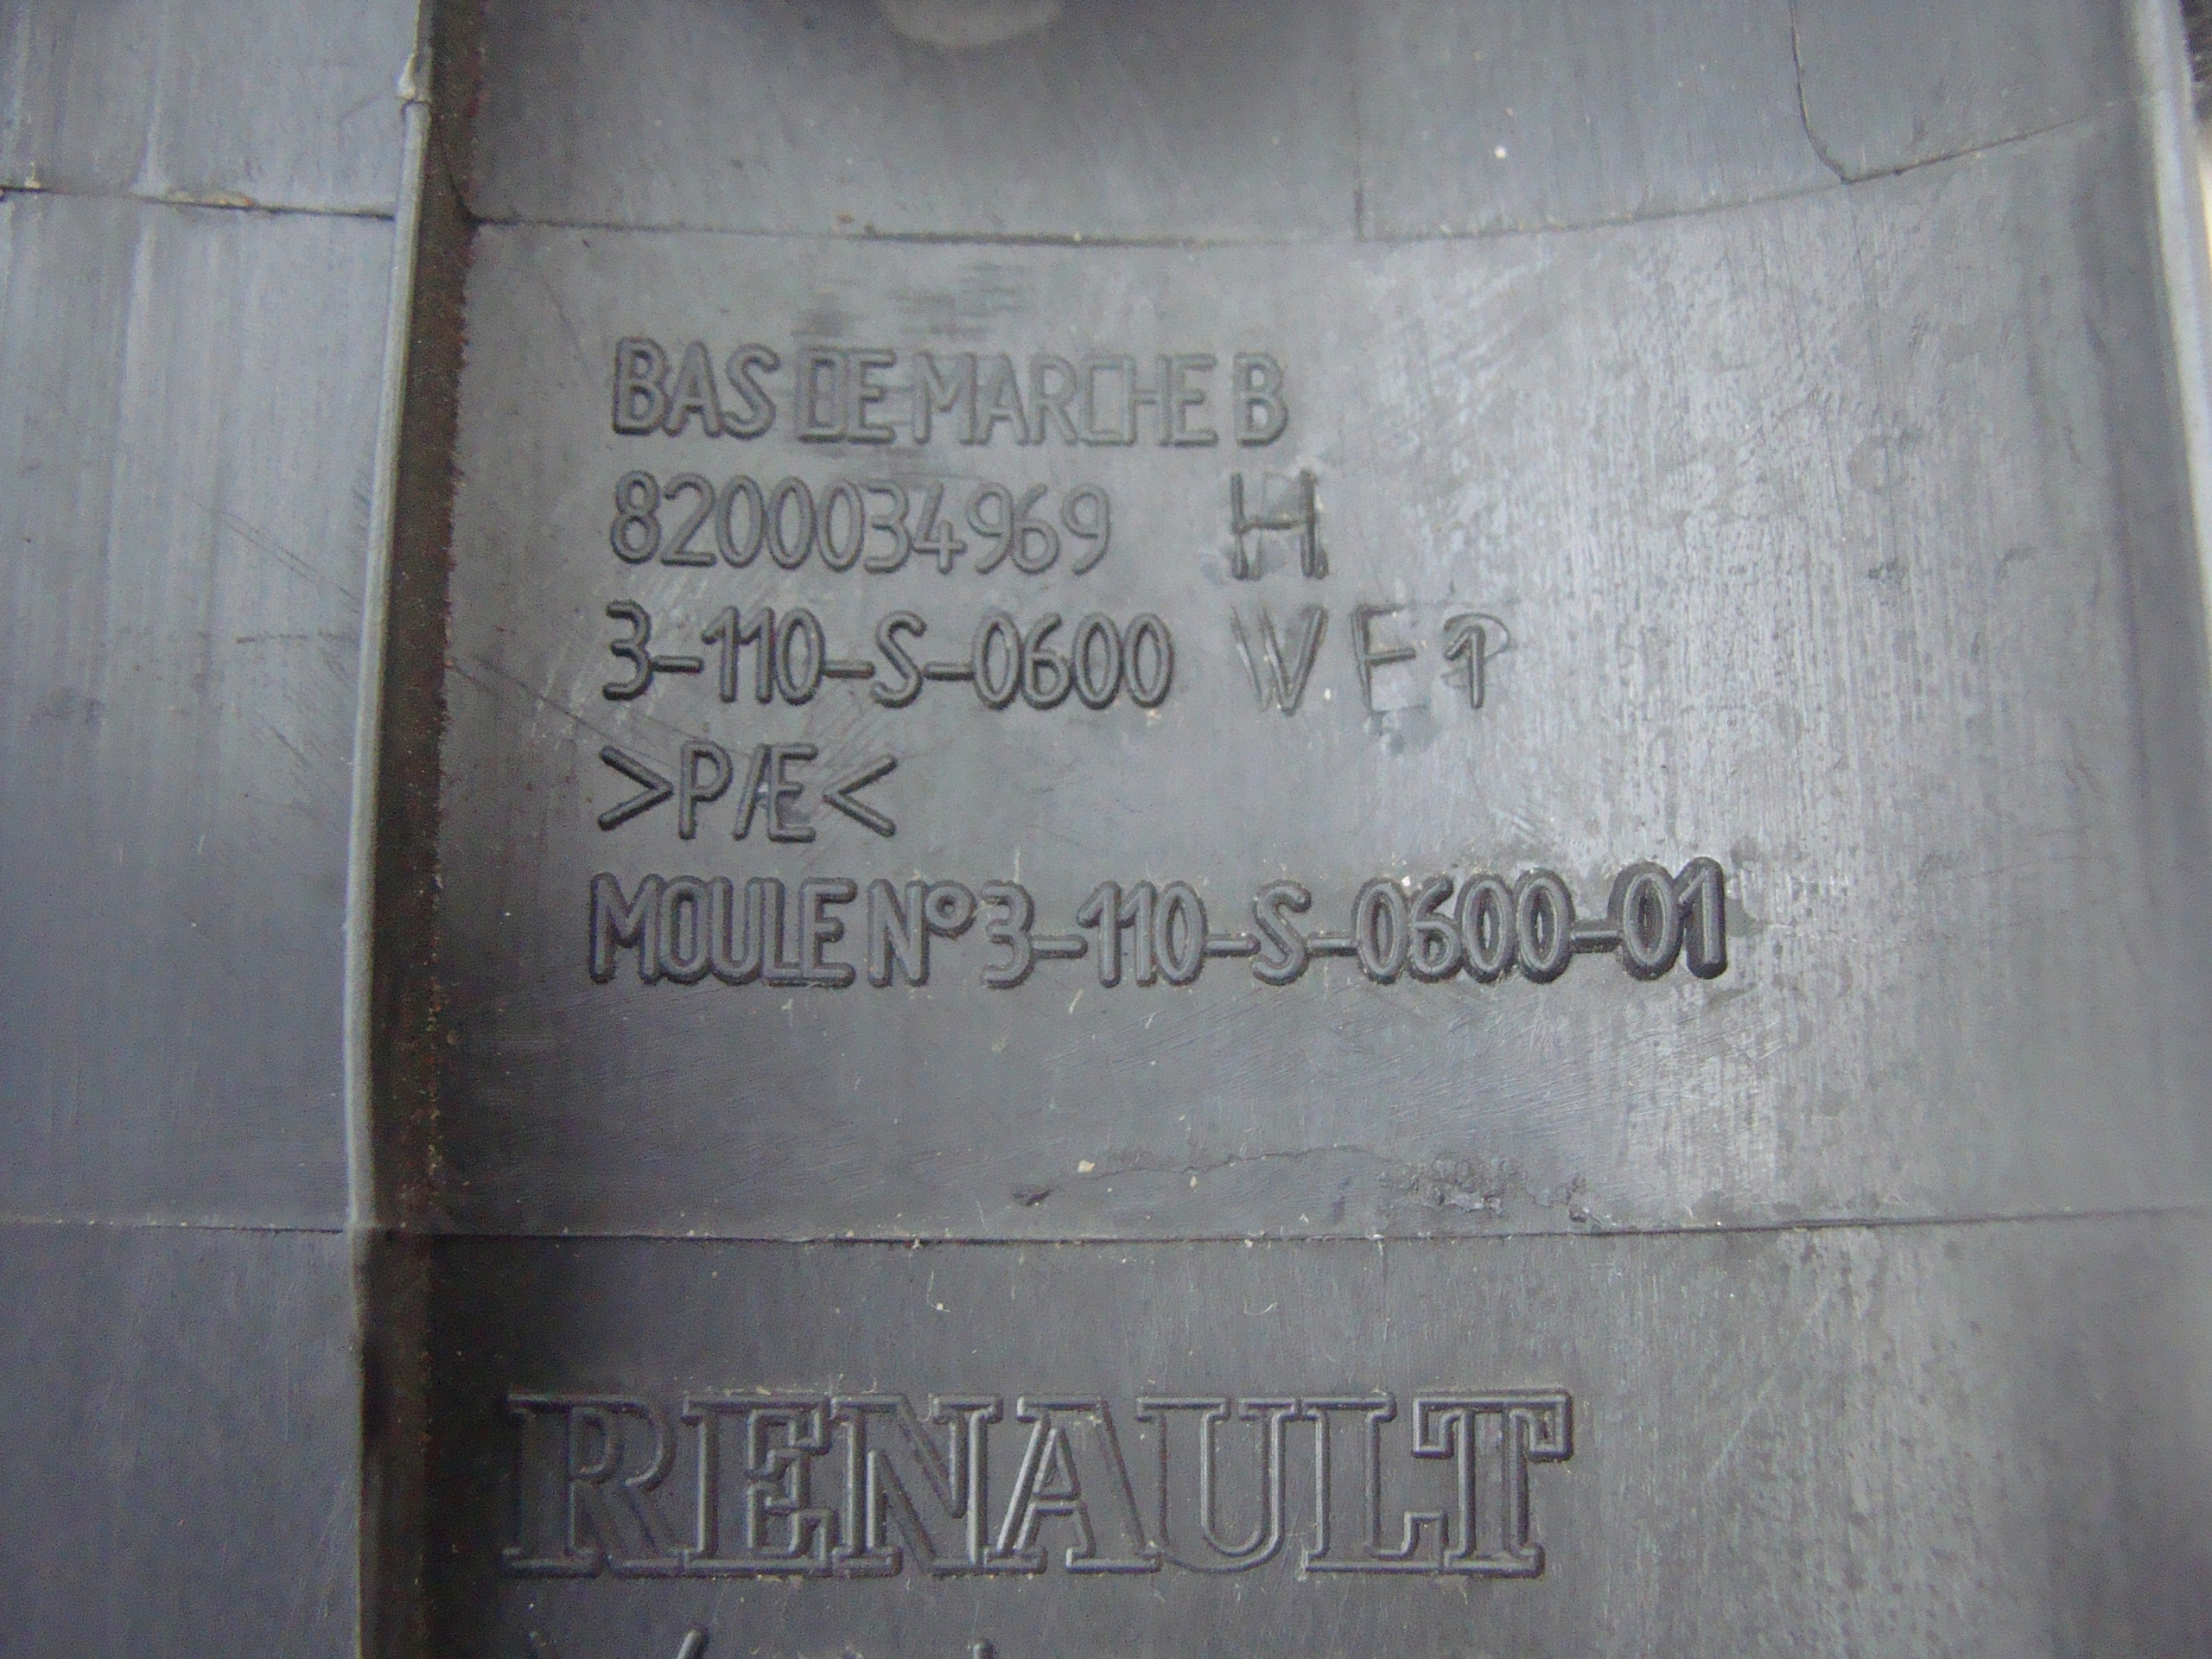 BAS DE MARCHE B
8200034969 H
3-110-S-0600 W E 1
>P/E<
MOULE N° 3-110-S-0600-01
RENAULT